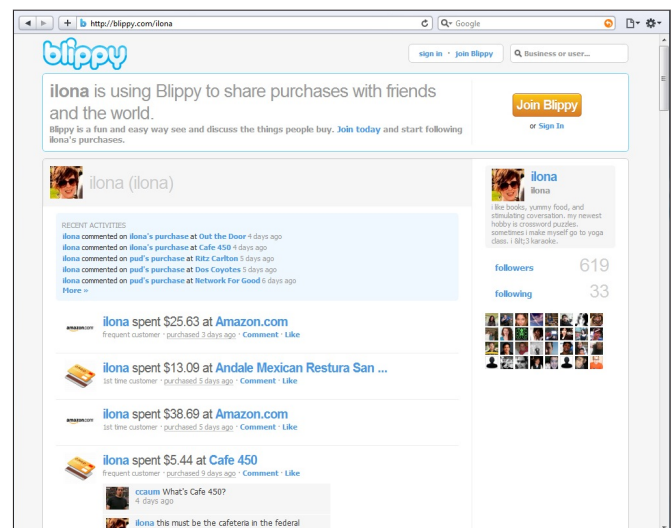 http://blippy.com/ilona
Google
blippy
sign in · join Blippy
Business or user...
ilona is using Blippy to share purchases with friends
and the world.
Blippy is a fun and easy way see and discuss the things people buy. Join today and start following
ilona's purchases.
Join Blippy
or Sign In
ilona (ilona)
RECENT ACTIVITIES
ilona commented on ilona's purchase at Out the Door 4 days ago
ilona commented on ilona's purchase at Cafe 450 4 days ago
ilona commented on pud's purchase at Ritz Carlton 5 days ago
ilona commented on pud's purchase at Dos Coyotes 5 days ago
ilona commented on pud's purchase at Network For Good 6 days ago
More »
amazon.com
ilona spent $25.63 at Amazon.com
frequent customer · purchased 3 days ago · Comment · Like
ilona spent $13.09 at Andale Mexican Restura San ...
1st time customer · purchased 5 days ago · Comment · Like
amazon.com
ilona spent $38.69 at Amazon.com
1st time customer · purchased 5 days ago · Comment · Like
ilona spent $5.44 at Cafe 450
frequent customer · purchased 9 days ago · Comment · Like
ccaum What's Cafe 450?
4 days ago
ilona this must be the cafeteria in the federal
ilona
ilona
i like books, yummy food, and
stimulating coversation. my newest
hobby is crossword puzzles.
sometimes i make myself go to yoga
class. i &lt;3 karaoke.
followers 619
following 33